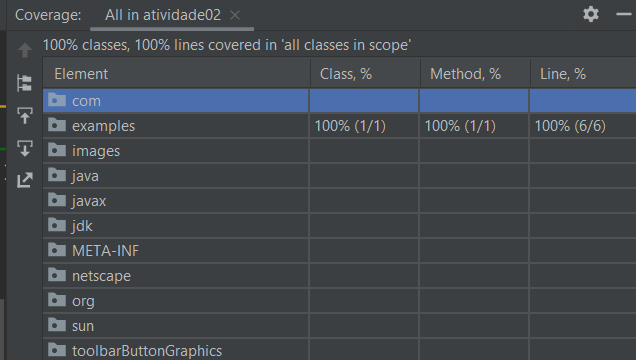 Coverage: All in atividade02
100% classes, 100% lines covered in 'all classes in scope'
Element Class, % Method, % Line, %
com
examples 100% (1/1) 100% (1/1) 100% (6/6)
images
java
javax
jdk
META-INF
netscape
org
sun
toolbarButtonGraphics